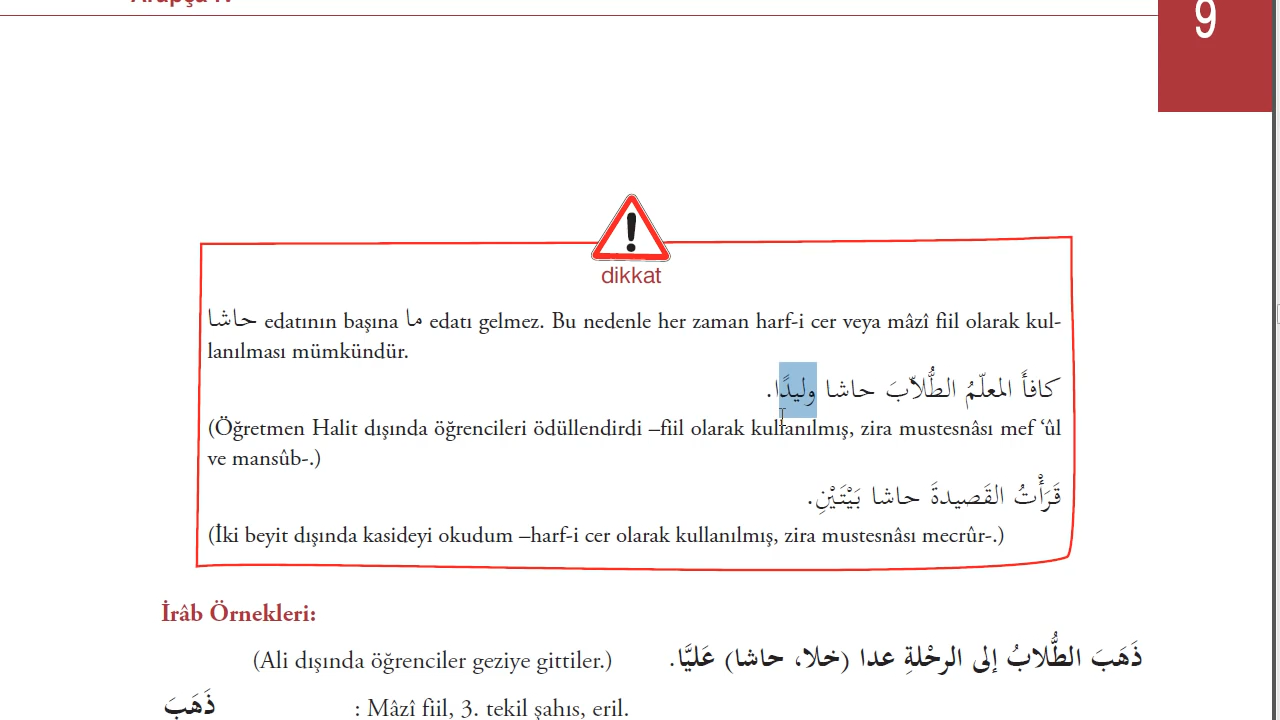 9
dikkat
حاشا edatının başına ما edatı gelmez. Bu nedenle her zaman harf-i cer veya mâzî fiil olarak kul-
lanılması mümkündür.
كافأَ المعلّمُ الطُّلاّبَ حاشا وليدًا.
(Öğretmen Halit dışında öğrencileri ödüllendirdi –fiil olarak kullanılmış, zira mustesnâsı mef ‘ûl
ve mansûb-.)
قَرَأْتُ القَصيدةَ حاشا بَيْتَيْنِ.
(İki beyit dışında kasideyi okudum –harf-i cer olarak kullanılmış, zira mustesnâsı mecrûr-.)
İrâb Örnekleri:
ذَهَبَ الطُّلابُ إلى الرحْلةِ عدا (خلا، حاشا) عَليًّا. (Ali dışında öğrenciler geziye gittiler.)
ذَهَبَ : Mâzî fiil, 3. tekil şahıs, eril.